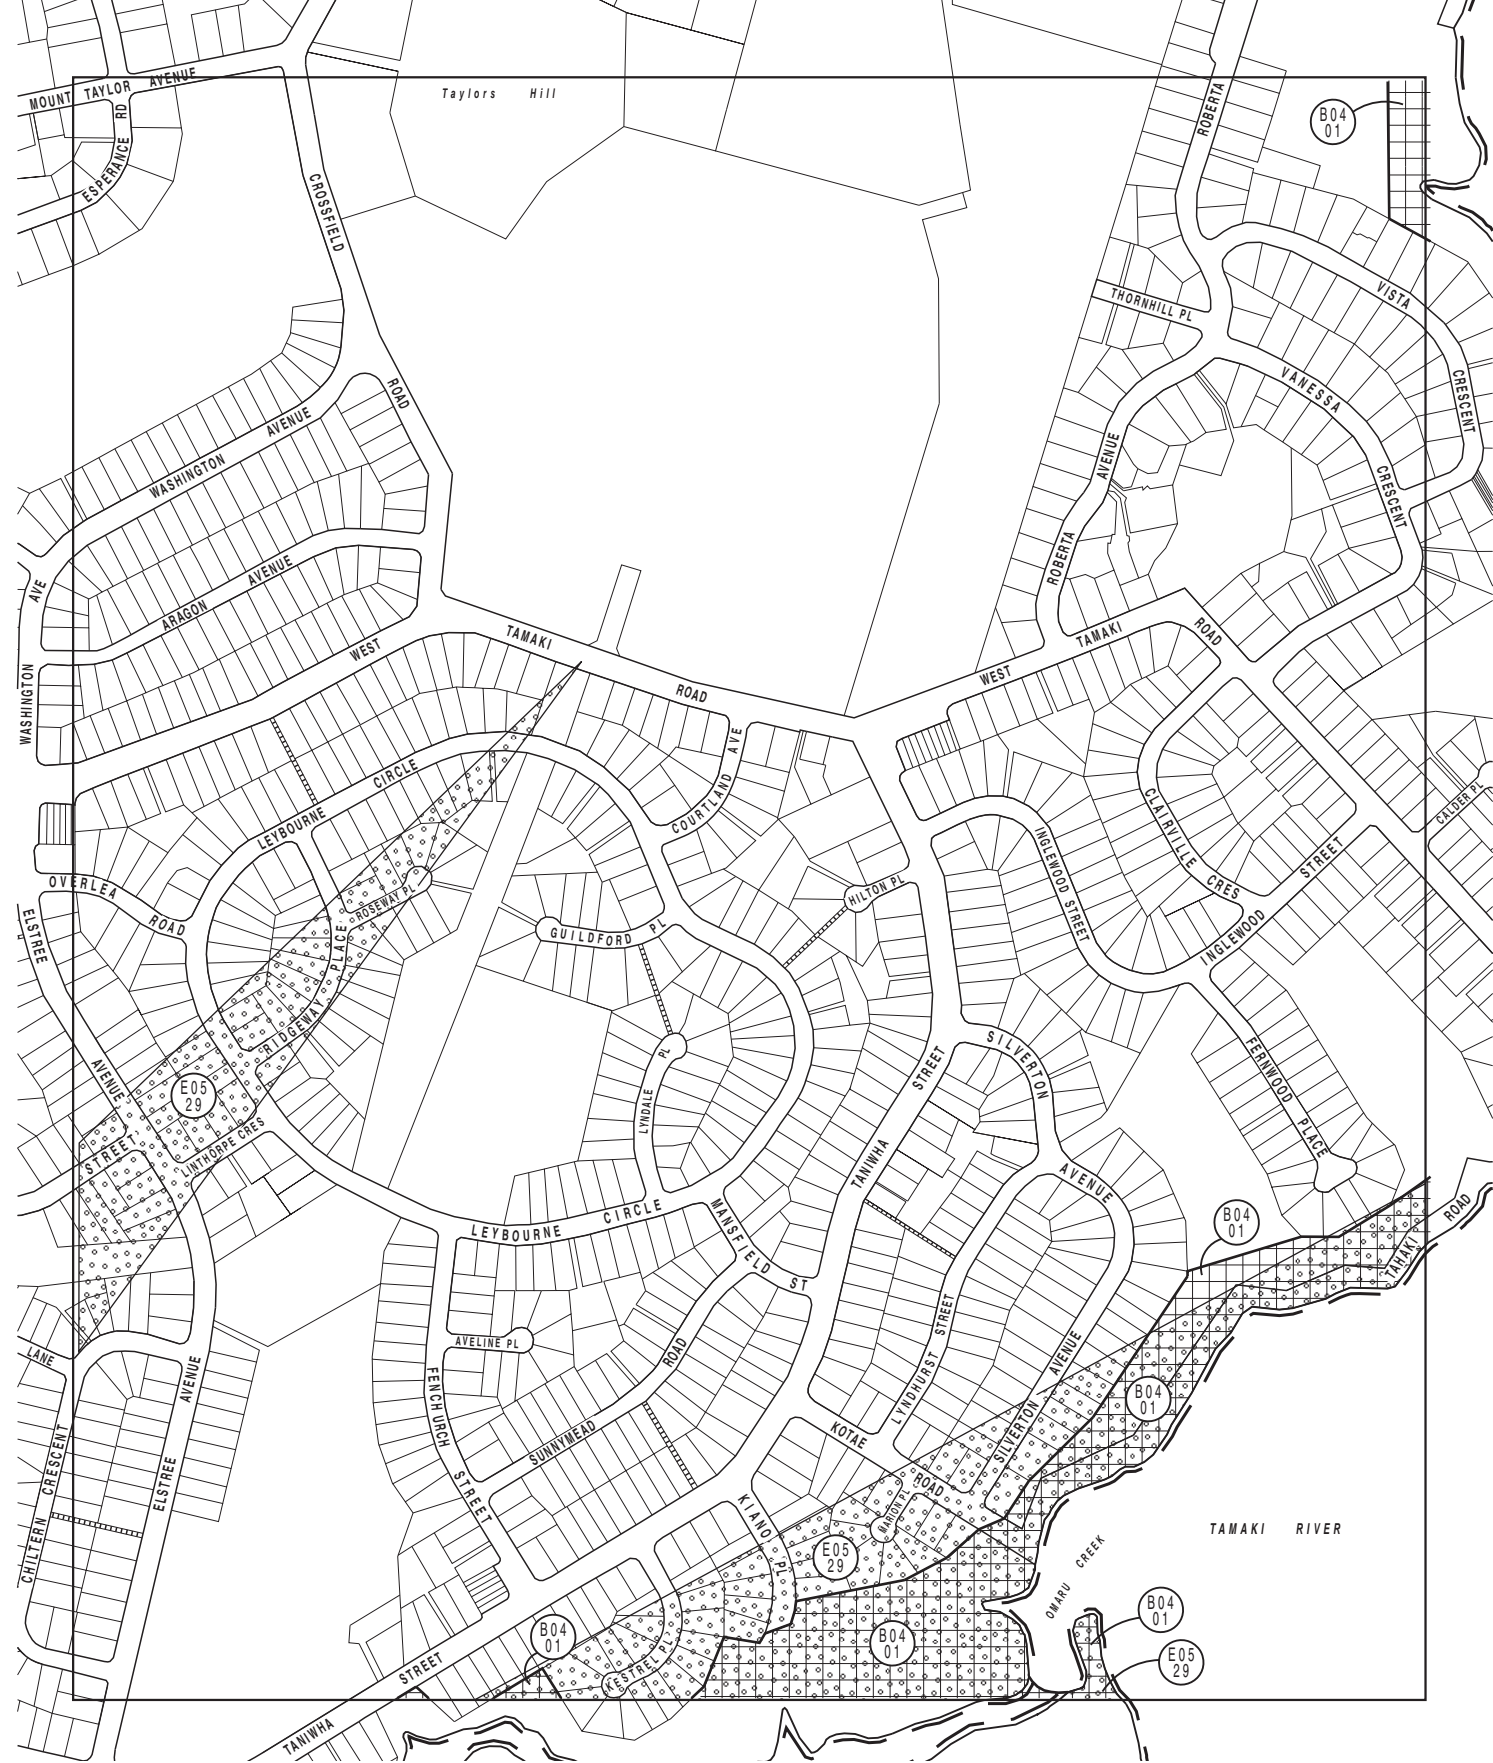 MOUNT TAYLOR AVENUE
ESPERANCE RD
Taylors Hill
ROBERTA
B04
01
CROSSFIELD
ROAD
THORNHILL PL
VISTA
CRESCENT
VANESSA
CRESCENT
WASHINGTON AVENUE
AVENUE
ROBERTA
ARAGON AVENUE
AVE
WASHINGTON
WEST
TAMAKI
ROAD
WEST
TAMAKI
ROAD
COURTLAND AVE
LEYBOURNE CIRCLE
CLAIRVILLE CRES
CALDER PL
INGLEWOOD STREET
INGLEWOOD STREET
OVERLEA ROAD
ELSTREE
AVENUE
ROSEWAY PL
RIDGEWAY PLACE
GUILDFORD PL
HILTON PL
LYNDALE PL
SILVERTON
AVENUE
FERNWOOD PLACE
E05
29
STREET
LINTHORPE CRES
TANIWHA STREET
LEYBOURNE CIRCLE
MANSFIELD ST
B04
01
TAHAKI ROAD
LANE
AVELINE PL
FENCHURCH
STREET
ROAD
SUNNYMEAD
LYNDHURST STREET
SILVERTON AVENUE
B04
01
CHILTERN CRESCENT
ELSTREE AVENUE
KOTAE
ROAD
MARION PL
KIANO PL
E05
29
TAMAKI RIVER
OMARU CREEK
B04
01
B04
01
B04
01
E05
29
KESTREL PL
TANIWHA STREET